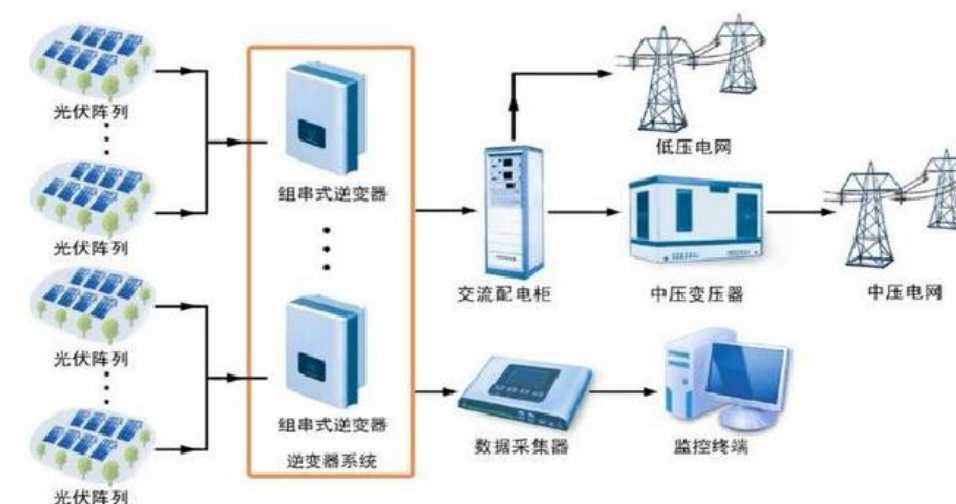 光伏阵列
光伏阵列
光伏阵列
光伏阵列
组串式逆变器
组串式逆变器
逆变器系统
低压电网
交流配电柜
中压变压器
中压电网
数据采集器
监控终端